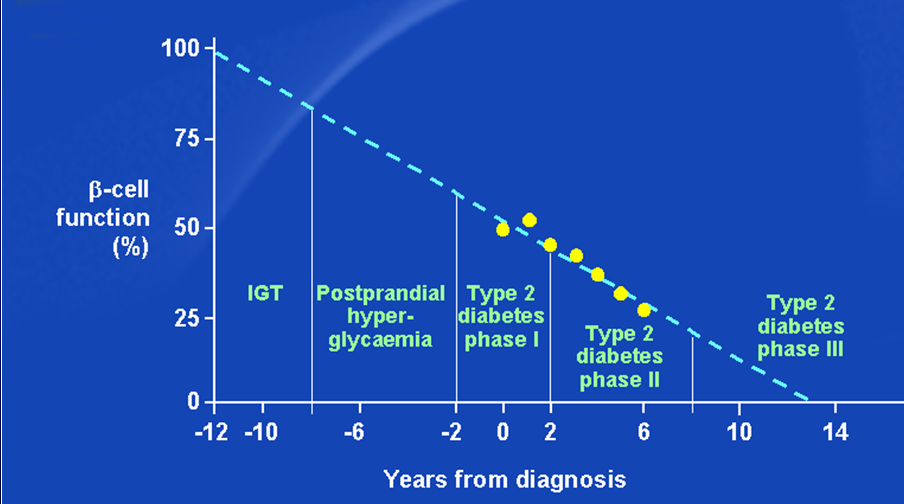 100
75
β-cell
function
(%)
50
25
0
IGT
Postprandial
hyper-
glycaemia
Type 2
diabetes
phase I
Type 2
diabetes
phase II
Type 2
diabetes
phase III
-12 -10 -6 -2 0 2 6 10 14
Years from diagnosis